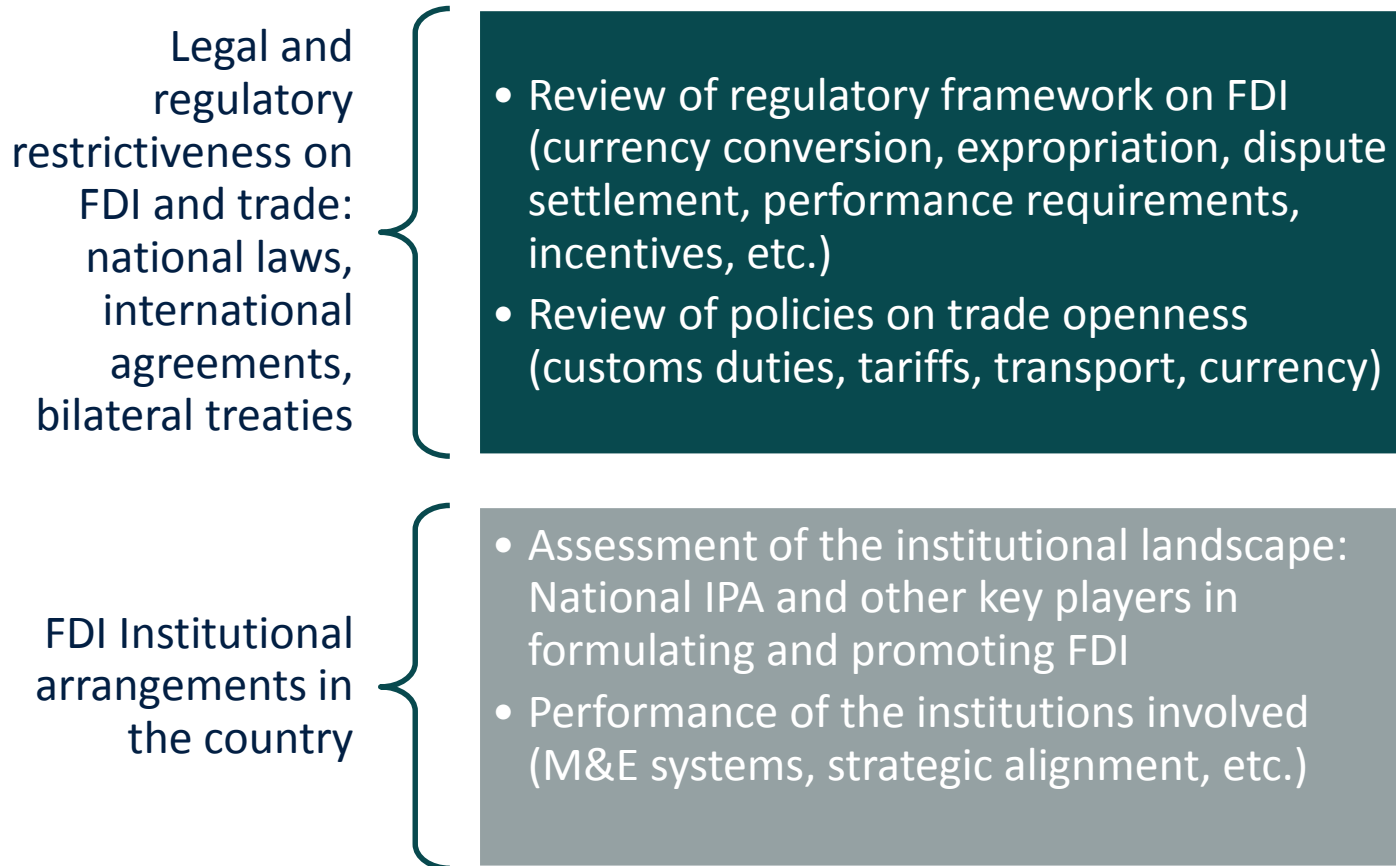 Legal and
regulatory
restrictiveness on
FDI and trade:
national laws,
international
agreements,
bilateral treaties
• Review of regulatory framework on FDI
(currency conversion, expropriation, dispute
settlement, performance requirements,
incentives, etc.)
• Review of policies on trade openness
(customs duties, tariffs, transport, currency)
FDI Institutional
arrangements in
the country
• Assessment of the institutional landscape:
National IPA and other key players in
formulating and promoting FDI
• Performance of the institutions involved
(M&E systems, strategic alignment, etc.)